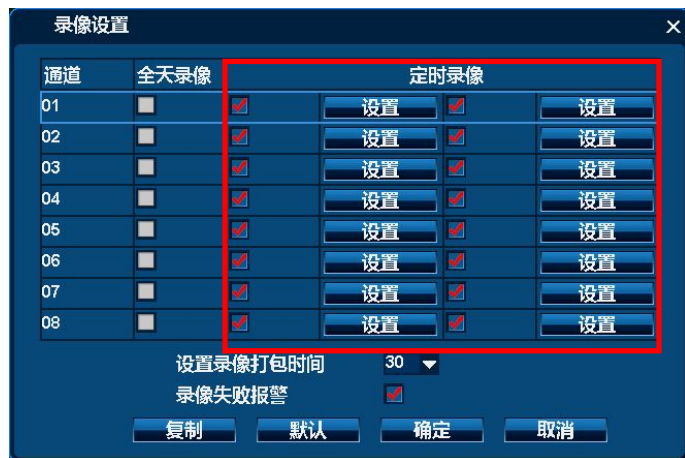 录像设置
通道 全天录像 定时录像
01 设置 设置
02 设置 设置
03 设置 设置
04 设置 设置
05 设置 设置
06 设置 设置
07 设置 设置
08 设置 设置
设置录像打包时间 30
录像失败报警
复制 默认 确定 取消